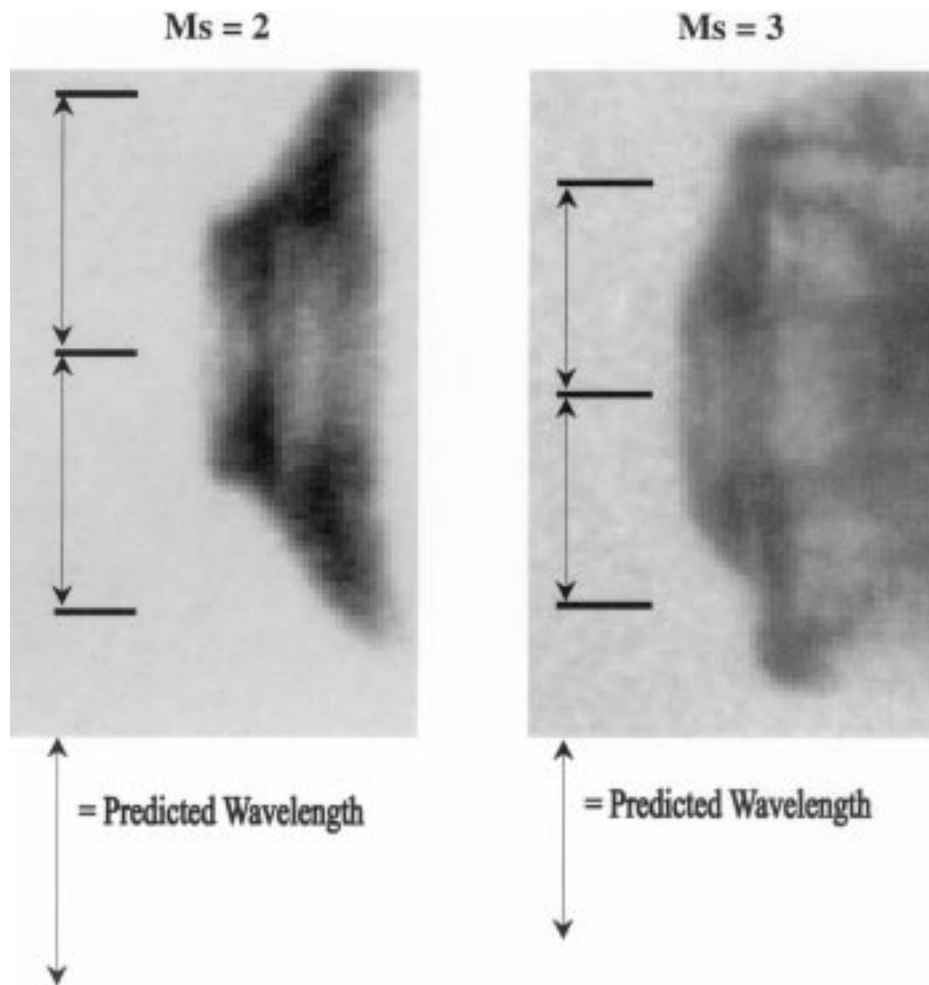 Ms = 2
Ms = 3
= Predicted Wavelength
= Predicted Wavelength